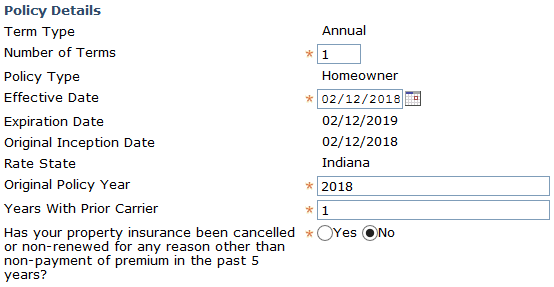 Policy Details
Term Type Annual
Number of Terms * 1
Policy Type Homeowner
Effective Date * 02/12/2018
Expiration Date 02/12/2019
Original Inception Date 02/12/2018
Rate State Indiana
Original Policy Year * 2018
Years With Prior Carrier * 1
Has your property insurance been cancelled * Yes No
or non-renewed for any reason other than
non-payment of premium in the past 5
years?